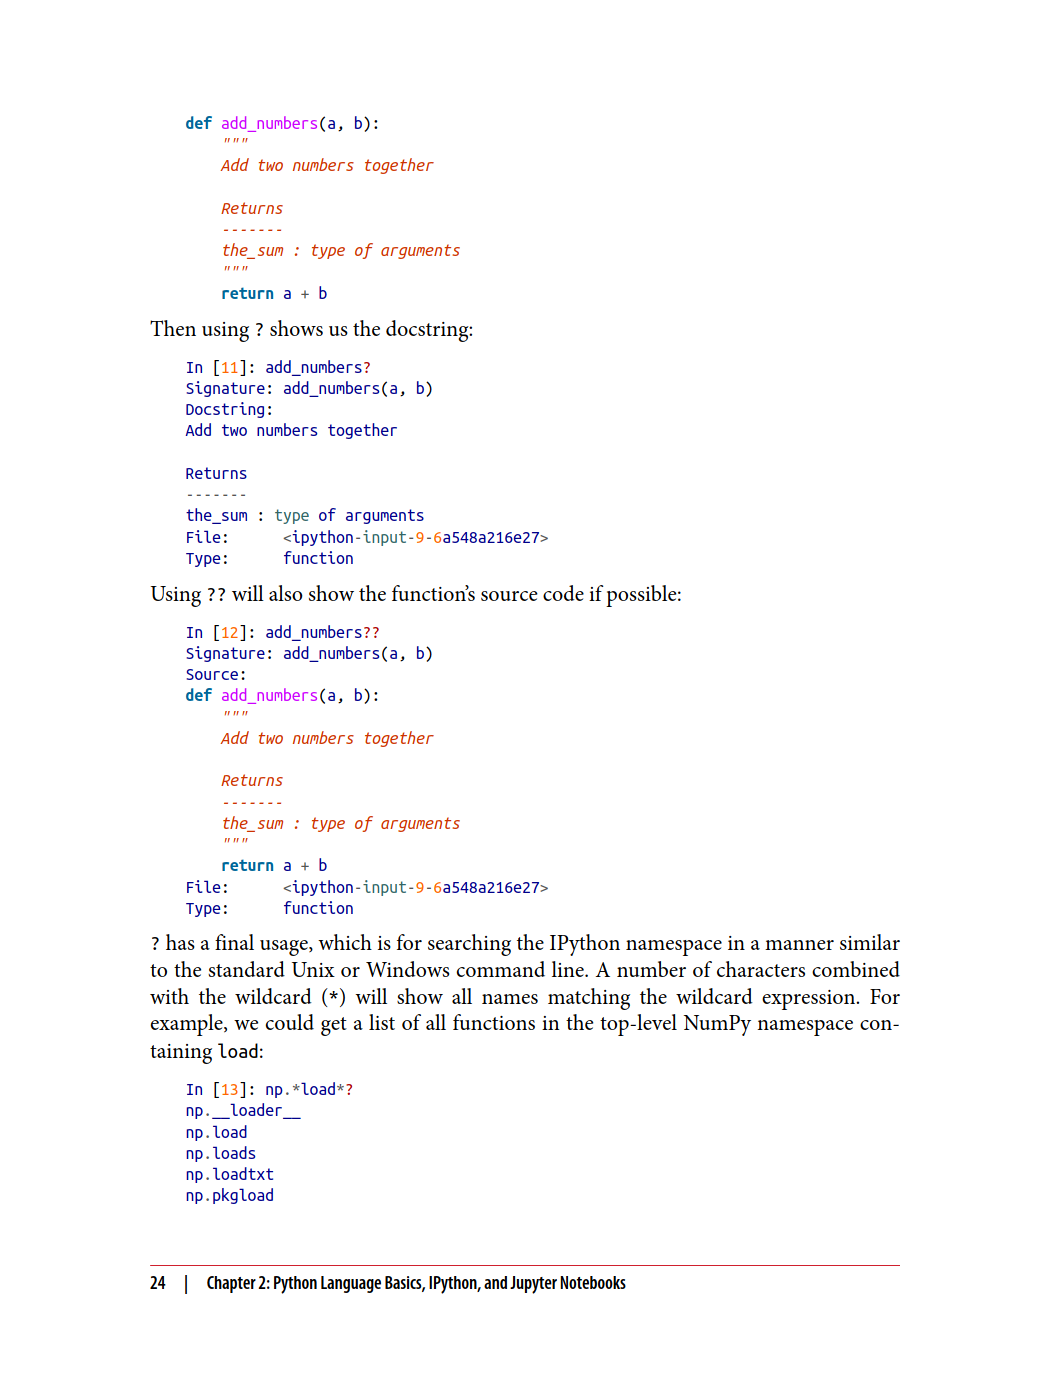 def add_numbers(a, b):
    """
    Add two numbers together

    Returns
    -------
    the_sum : type of arguments
    """
    return a + b
Then using ? shows us the docstring:
In [11]: add_numbers?
Signature: add_numbers(a, b)
Docstring:
Add two numbers together

Returns
-------
the_sum : type of arguments
File:      <ipython-input-9-6a548a216e27>
Type:      function
Using ?? will also show the function’s source code if possible:
In [12]: add_numbers??
Signature: add_numbers(a, b)
Source:
def add_numbers(a, b):
    """
    Add two numbers together

    Returns
    -------
    the_sum : type of arguments
    """
    return a + b
File:      <ipython-input-9-6a548a216e27>
Type:      function
? has a final usage, which is for searching the IPython namespace in a manner similar
to the standard Unix or Windows command line. A number of characters combined
with the wildcard (*) will show all names matching the wildcard expression. For
example, we could get a list of all functions in the top-level NumPy namespace con-
taining load:
In [13]: np.*load*?
np.__loader__
np.load
np.loads
np.loadtxt
np.pkgload
24 | Chapter 2: Python Language Basics, IPython, and Jupyter Notebooks